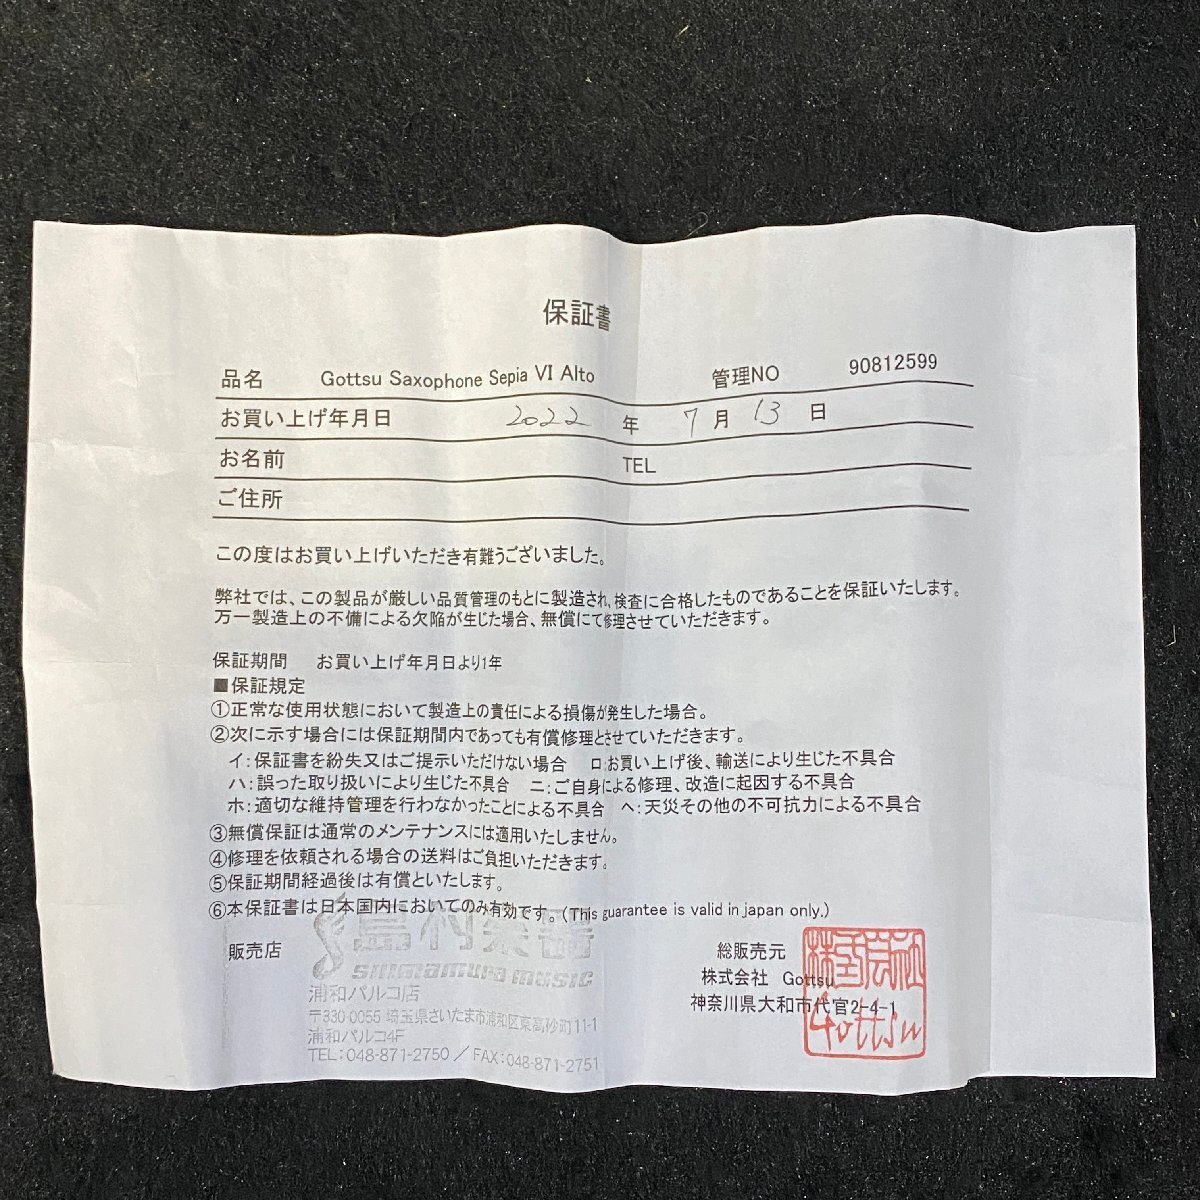 保証書
品名 Gottsu Saxophone Sepia VI Alto 管理NO 90812599
お買い上げ年月日 2022 年 7 月 13 日
お名前 TEL
ご住所
この度はお買い上げいただき有難うございました。
弊社では、この製品が厳しい品質管理のもとに製造され、検査に合格したものであることを保証いたします。
万一製造上の不備による欠陥が生じた場合、無償にて修理させていただきます。
保証期間 お買い上げ年月日より1年
■保証規定
①正常な使用状態において製造上の責任による損傷が発生した場合。
②次に示す場合には保証期間内であっても有償修理とさせていただきます。
イ:保証書を紛失又はご提示いただけない場合 ロ:お買い上げ後、輸送により生じた不具合
ハ:誤った取り扱いにより生じた不具合 ニ:ご自身による修理、改造に起因する不具合
ホ:適切な維持管理を行わなかったことによる不具合 ヘ:天災その他の不可抗力による不具合
③無償保証は通常のメンテナンスには適用いたしません。
④修理を依頼される場合の送料はご負担いただきます。
⑤保証期間経過後は有償といたします。
⑥本保証書は日本国内においてのみ有効です。(This guarantee is valid in japan only.)
販売店
島村楽器
shimamura music
浦和パルコ店
〒330-0055 埼玉県さいたま市浦和区東高砂町11-1
浦和パルコ4F
TEL:048-871-2750 / FAX:048-871-2751
総販売元
株式会社 Gottsu
神奈川県大和市代官2-4-1
株式会社
Gottsu